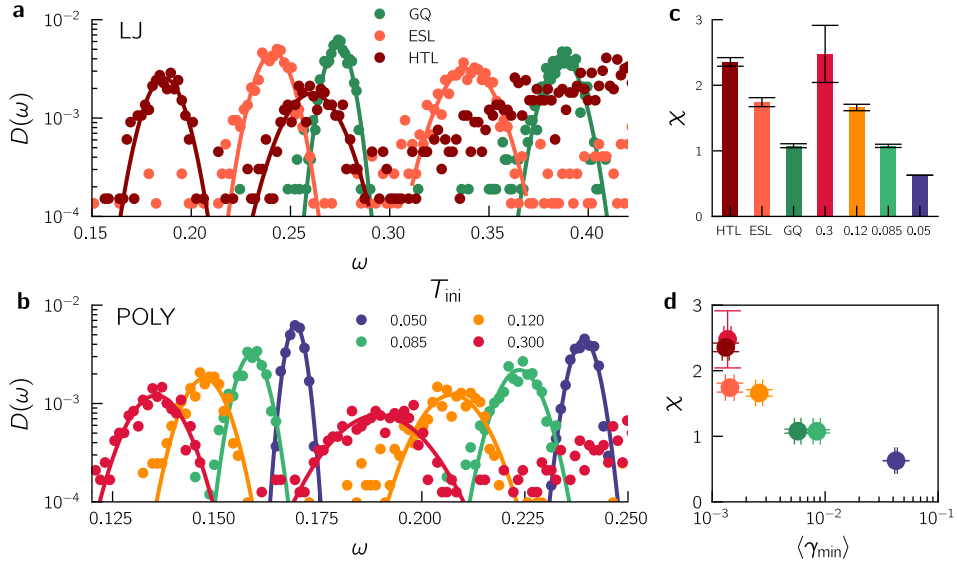 a
LJ
GQ
ESL
HTL
D(ω)
10⁻²
10⁻³
10⁻⁴
0.15 0.20 0.25 0.30 0.35 0.40
ω
b
POLY
T_ini
0.050 0.120
0.085 0.300
D(ω)
10⁻²
10⁻³
10⁻⁴
0.125 0.150 0.175 0.200 0.225 0.250
ω
c
χ
3
2
1
0
HTL ESL GQ 0.3 0.12 0.085 0.05
d
χ
3
2
1
0
10⁻³ 10⁻² 10⁻¹
⟨γ_min⟩